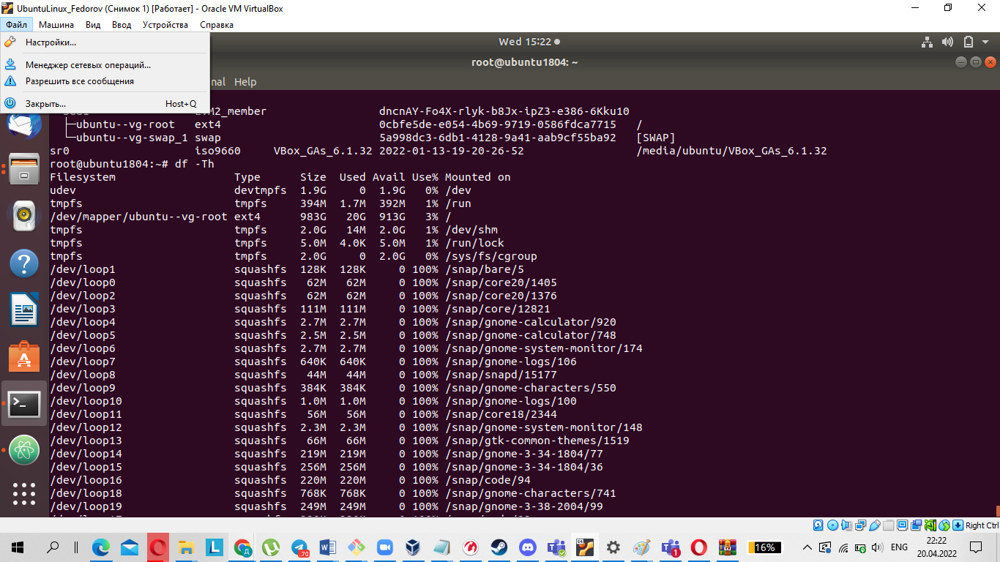 UbuntuLinux_Fedorov (Снимок 1) [Работает] - Oracle VM VirtualBox
Файл Машина Вид Ввод Устройства Справка
Настройки...
Менеджер сетевых операций...
Разрешить все сообщения
Закрыть... Host+Q
Wed 15:22
root@ubuntu1804: ~
nal Help
member dncnAY-Fo4X-rlyk-b8Jx-ipZ3-e386-6Kku10
├─ubuntu--vg-root ext4 0cbfe5de-e054-4b69-9719-0586fdca7715 /
└─ubuntu--vg-swap_1 swap 5a998dc3-6db1-4128-9a41-aab9cf55ba92 [SWAP]
sr0 iso9660 VBox_GAs_6.1.32 2022-01-13-19-20-26-52 /media/ubuntu/VBox_GAs_6.1.32
root@ubuntu1804:~# df -Th
Filesystem Type Size Used Avail Use% Mounted on
udev devtmpfs 1.9G 0 1.9G 0% /dev
tmpfs tmpfs 394M 1.7M 392M 1% /run
/dev/mapper/ubuntu--vg-root ext4 983G 20G 913G 3% /
tmpfs tmpfs 2.0G 14M 2.0G 1% /dev/shm
tmpfs tmpfs 5.0M 4.0K 5.0M 1% /run/lock
tmpfs tmpfs 2.0G 0 2.0G 0% /sys/fs/cgroup
/dev/loop1 squashfs 128K 128K 0 100% /snap/bare/5
/dev/loop0 squashfs 62M 62M 0 100% /snap/core20/1405
/dev/loop2 squashfs 62M 62M 0 100% /snap/core20/1376
/dev/loop3 squashfs 111M 111M 0 100% /snap/core/12821
/dev/loop4 squashfs 2.7M 2.7M 0 100% /snap/gnome-calculator/920
/dev/loop5 squashfs 2.5M 2.5M 0 100% /snap/gnome-calculator/748
/dev/loop6 squashfs 2.7M 2.7M 0 100% /snap/gnome-system-monitor/174
/dev/loop7 squashfs 640K 640K 0 100% /snap/gnome-logs/106
/dev/loop8 squashfs 44M 44M 0 100% /snap/snapd/15177
/dev/loop9 squashfs 384K 384K 0 100% /snap/gnome-characters/550
/dev/loop10 squashfs 1.0M 1.0M 0 100% /snap/gnome-logs/100
/dev/loop11 squashfs 56M 56M 0 100% /snap/core18/2344
/dev/loop12 squashfs 2.3M 2.3M 0 100% /snap/gnome-system-monitor/148
/dev/loop13 squashfs 66M 66M 0 100% /snap/gtk-common-themes/1519
/dev/loop14 squashfs 219M 219M 0 100% /snap/gnome-3-34-1804/77
/dev/loop15 squashfs 256M 256M 0 100% /snap/gnome-3-34-1804/36
/dev/loop16 squashfs 220M 220M 0 100% /snap/code/94
/dev/loop18 squashfs 768K 768K 0 100% /snap/gnome-characters/741
/dev/loop19 squashfs 249M 249M 0 100% /snap/gnome-3-38-2004/99
Right Ctrl
16% ENG 22:22
20.04.2022